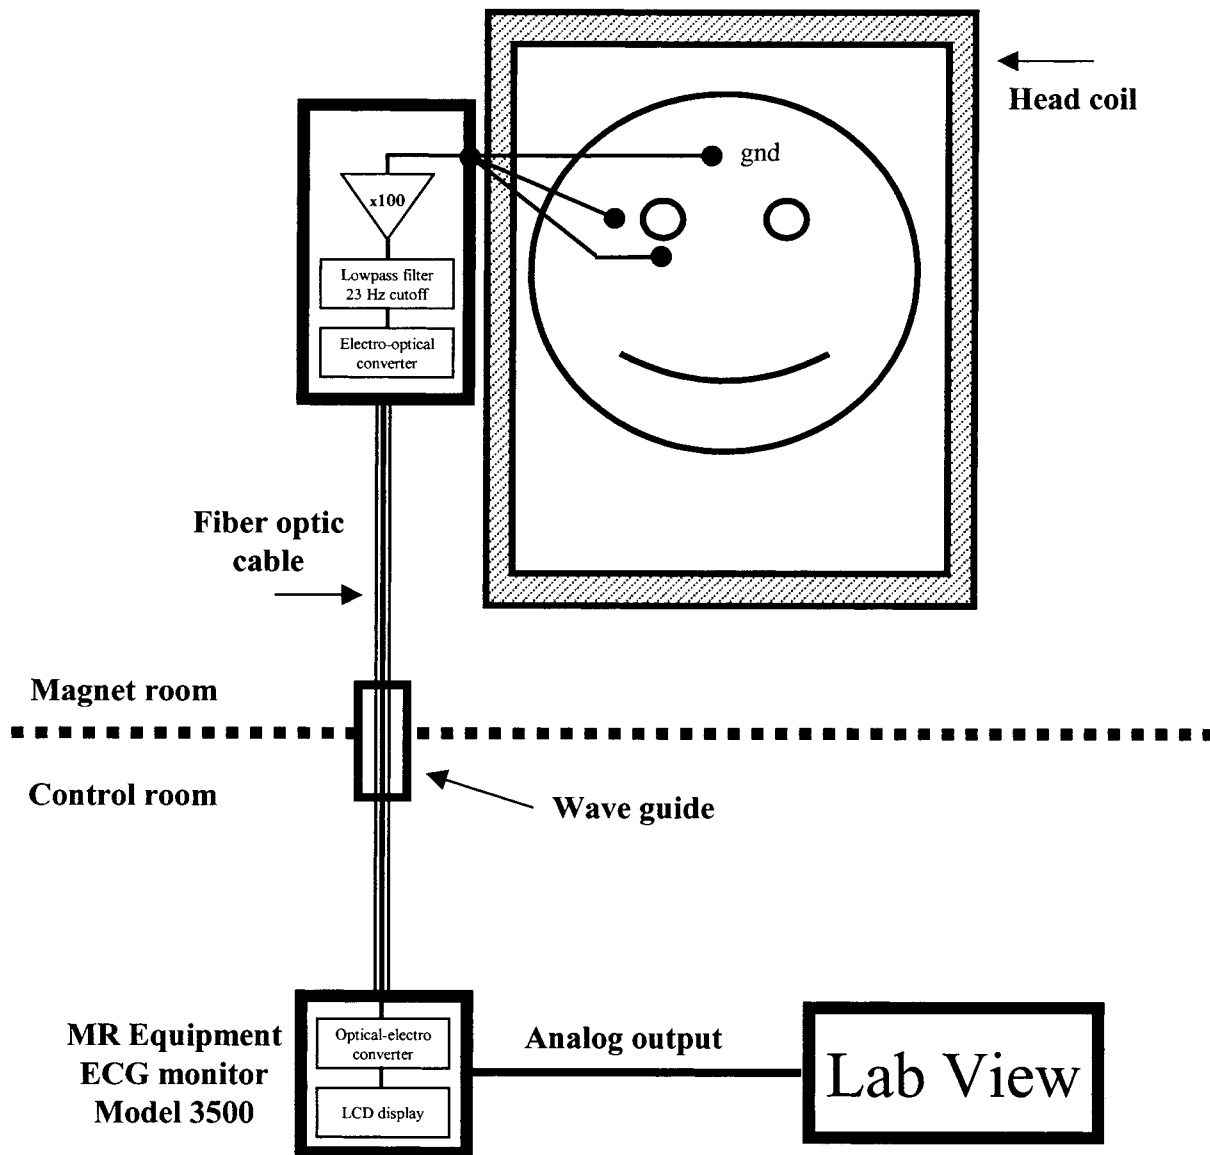 Head coil
gnd
x100
Lowpass filter
23 Hz cutoff
Electro-optical
converter
Fiber optic
cable
Magnet room
Control room
Wave guide
MR Equipment
ECG monitor
Model 3500
Optical-electro
converter
LCD display
Analog output
Lab View